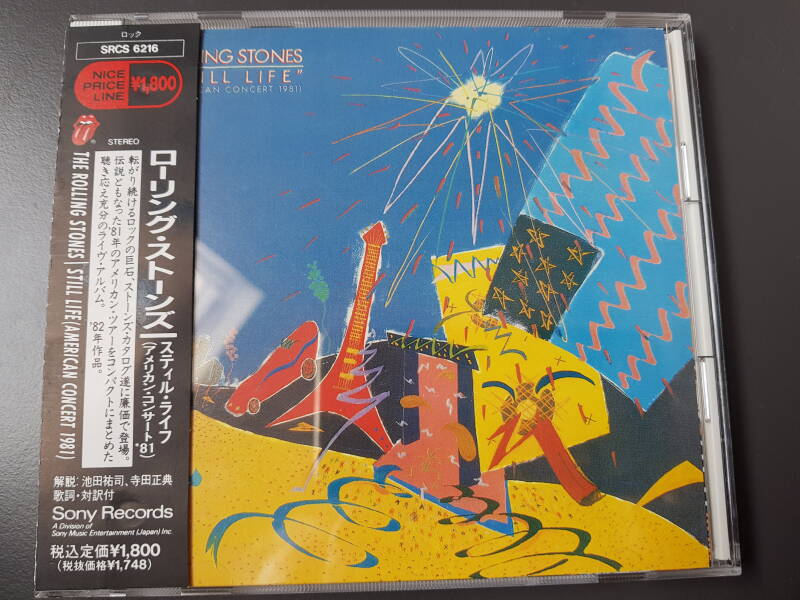 ロック
SRCS 6216
NICE
PRICE
LINE
¥1,800
®
STEREO
THE ROLLING STONES | STILL LIFE (AMERICAN CONCERT 1981)
ローリング・ストーンズ
スティル・ライフ
(アメリカン・コンサート'81)
転がり続けるロックの巨石、ストーンズ・カタログ遂に廉価で登場。
伝説ともなった'81年のアメリカン・ツアーをコンパクトにまとめた
聴き応え充分のライヴ・アルバム。
'82年作品。
解説: 池田祐司、寺田正典
歌詞・対訳付
Sony Records
A Division of
Sony Music Entertainment (Japan) Inc.
税込定価¥1,800
(税抜価格¥1,748)
ING STONES
ILL LIFE"
CAN CONCERT 1981)